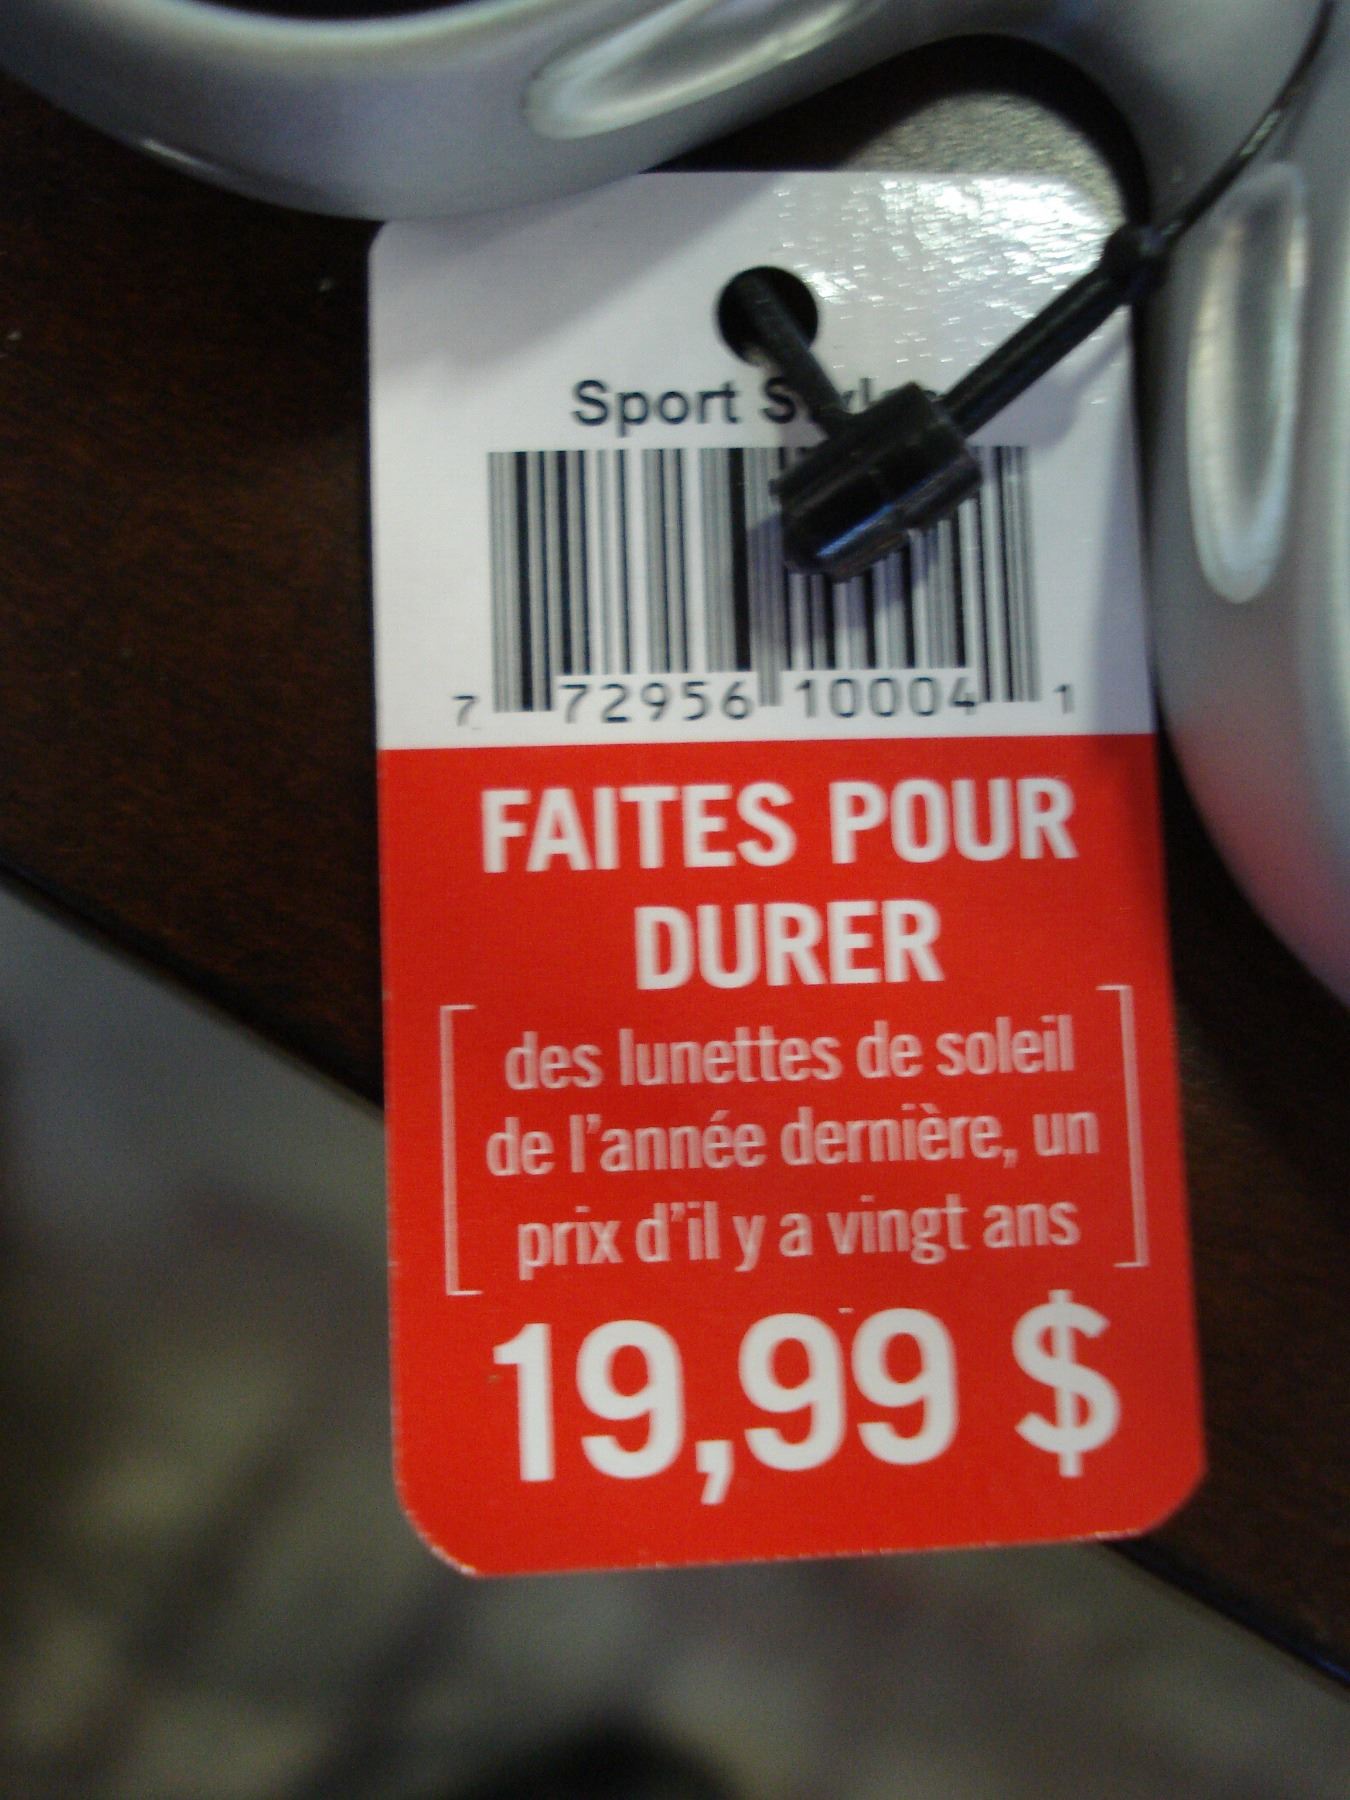 Sport
7 72956 10004 1
FAITES POUR
DURER
des lunettes de soleil
de l'année dernière, un
prix d'il y a vingt ans
19,99 $